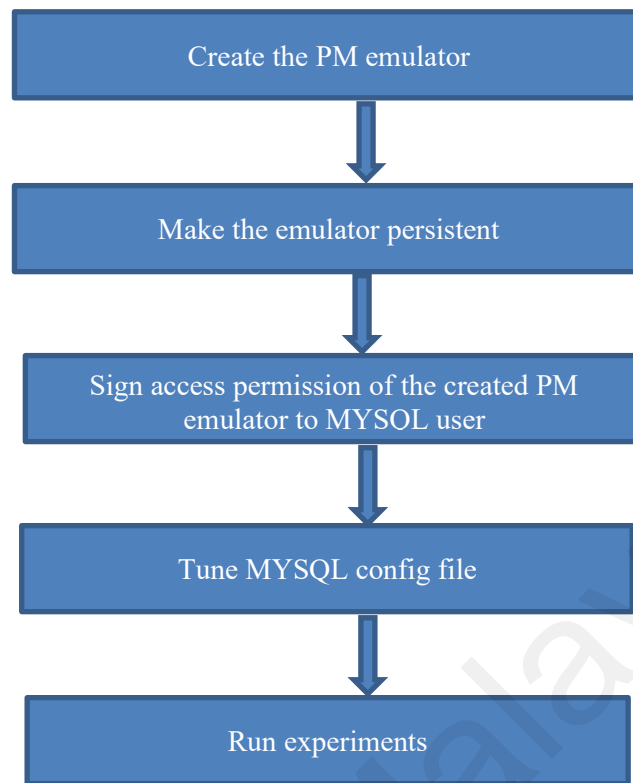 Create the PM emulator
Make the emulator persistent
Sign access permission of the created PM
emulator to MYSQL user
Tune MYSQL config file
Run experiments